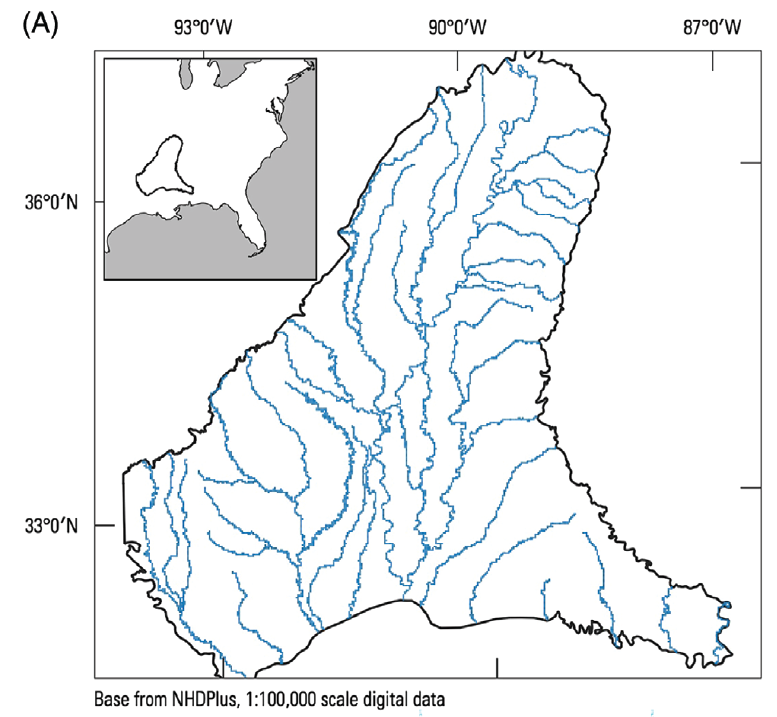 (A)
93°0′W 90°0′W 87°0′W
36°0′N
33°0′N
Base from NHDPlus, 1:100,000 scale digital data